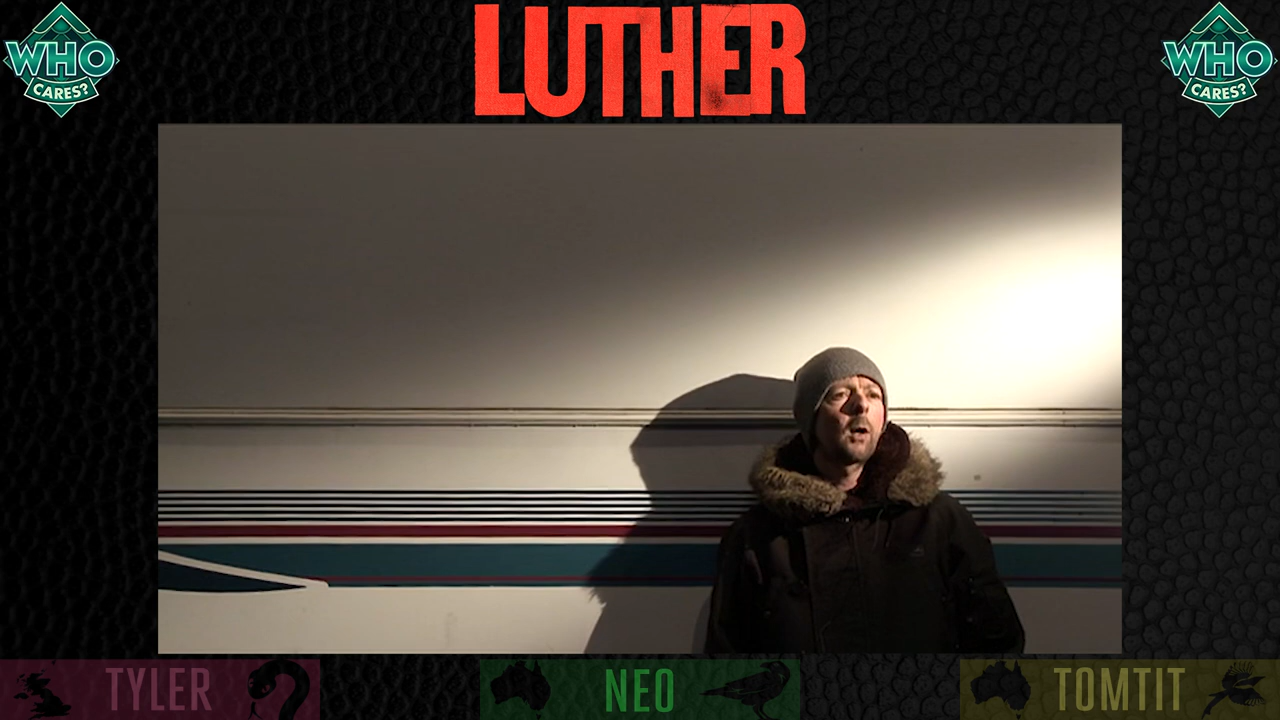 WHO
CARES?
LUTHER
WHO
CARES?
TYLER
NEO
TOMTIT